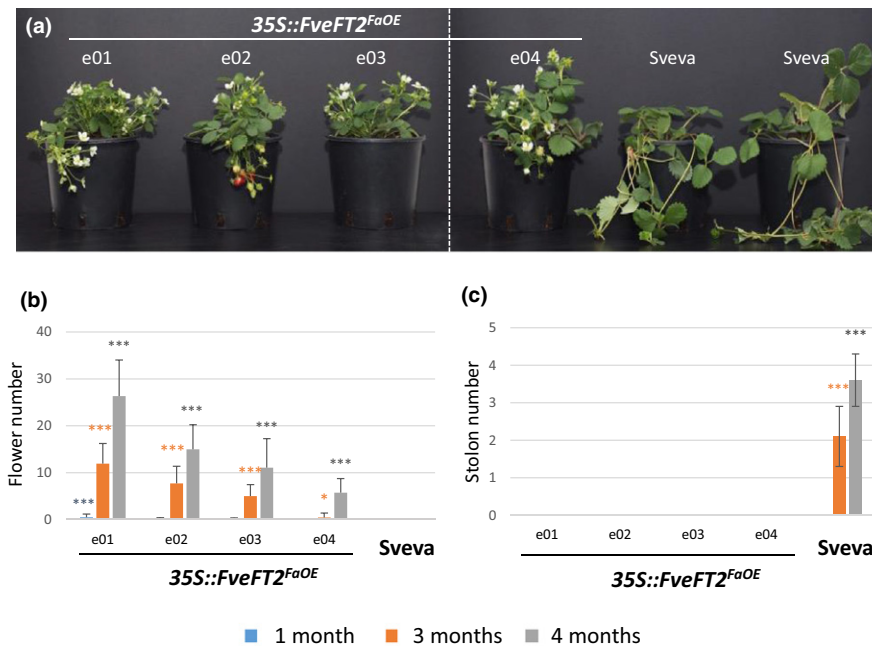 (a)
35S::FveFT2FaOE
e01 e02 e03 e04 Sveva Sveva
(b)
Flower number
40
30
20
10
0
*** *** ***
*** ***
*** ***
* ***
e01 e02 e03 e04 Sveva
35S::FveFT2FaOE
(c)
Stolon number
5
4
3
2
1
0
*** ***
e01 e02 e03 e04 Sveva
35S::FveFT2FaOE
1 month 3 months 4 months